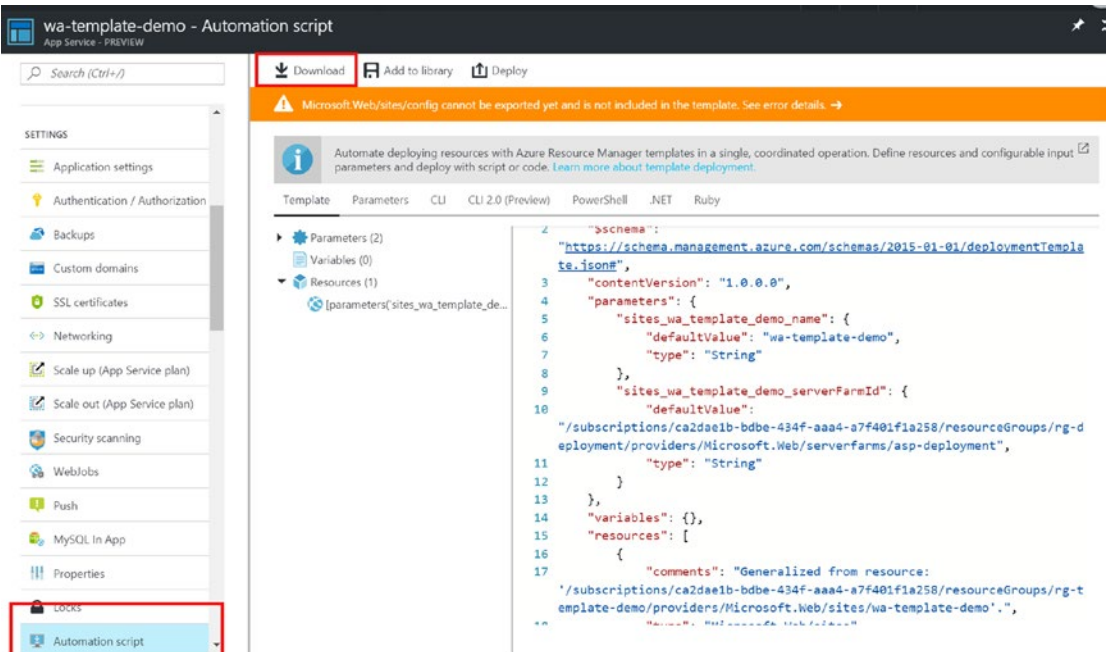 wa-template-demo - Automation script
App Service - PREVIEW
Search (Ctrl+/)
Download Add to library Deploy
Microsoft.Web/sites/config cannot be exported yet and is not included in the template. See error details. →
SETTINGS
Application settings
Authentication / Authorization
Backups
Custom domains
SSL certificates
Networking
Scale up (App Service plan)
Scale out (App Service plan)
Security scanning
WebJobs
Push
MySQL In App
Properties
Locks
Automation script
Automate deploying resources with Azure Resource Manager templates in a single, coordinated operation. Define resources and configurable input
parameters and deploy with script or code. Learn more about template deployment.
Template Parameters CLI CLI 2.0 (Preview) PowerShell .NET Ruby
Parameters (2)
Variables (0)
Resources (1)
[parameters('sites_wa_template_de...
2 "$schema":
"https://schema.management.azure.com/schemas/2015-01-01/deploymentTempla
te.json#",
3 "contentVersion": "1.0.0.0",
4 "parameters": {
5 "sites_wa_template_demo_name": {
6 "defaultValue": "wa-template-demo",
7 "type": "String"
8 },
9 "sites_wa_template_demo_serverFarmId": {
10 "defaultValue":
"/subscriptions/ca2dae1b-bdbe-434f-aaa4-a7f401f1a258/resourceGroups/rg-d
eployment/providers/Microsoft.Web/serverfarms/asp-deployment",
11 "type": "String"
12 }
13 },
14 "variables": {},
15 "resources": [
16 {
17 "comments": "Generalized from resource:
'/subscriptions/ca2dae1b-bdbe-434f-aaa4-a7f401f1a258/resourceGroups/rg-t
emplate-demo/providers/Microsoft.Web/sites/wa-template-demo'.",
18 "type": "Microsoft.Web/sites",